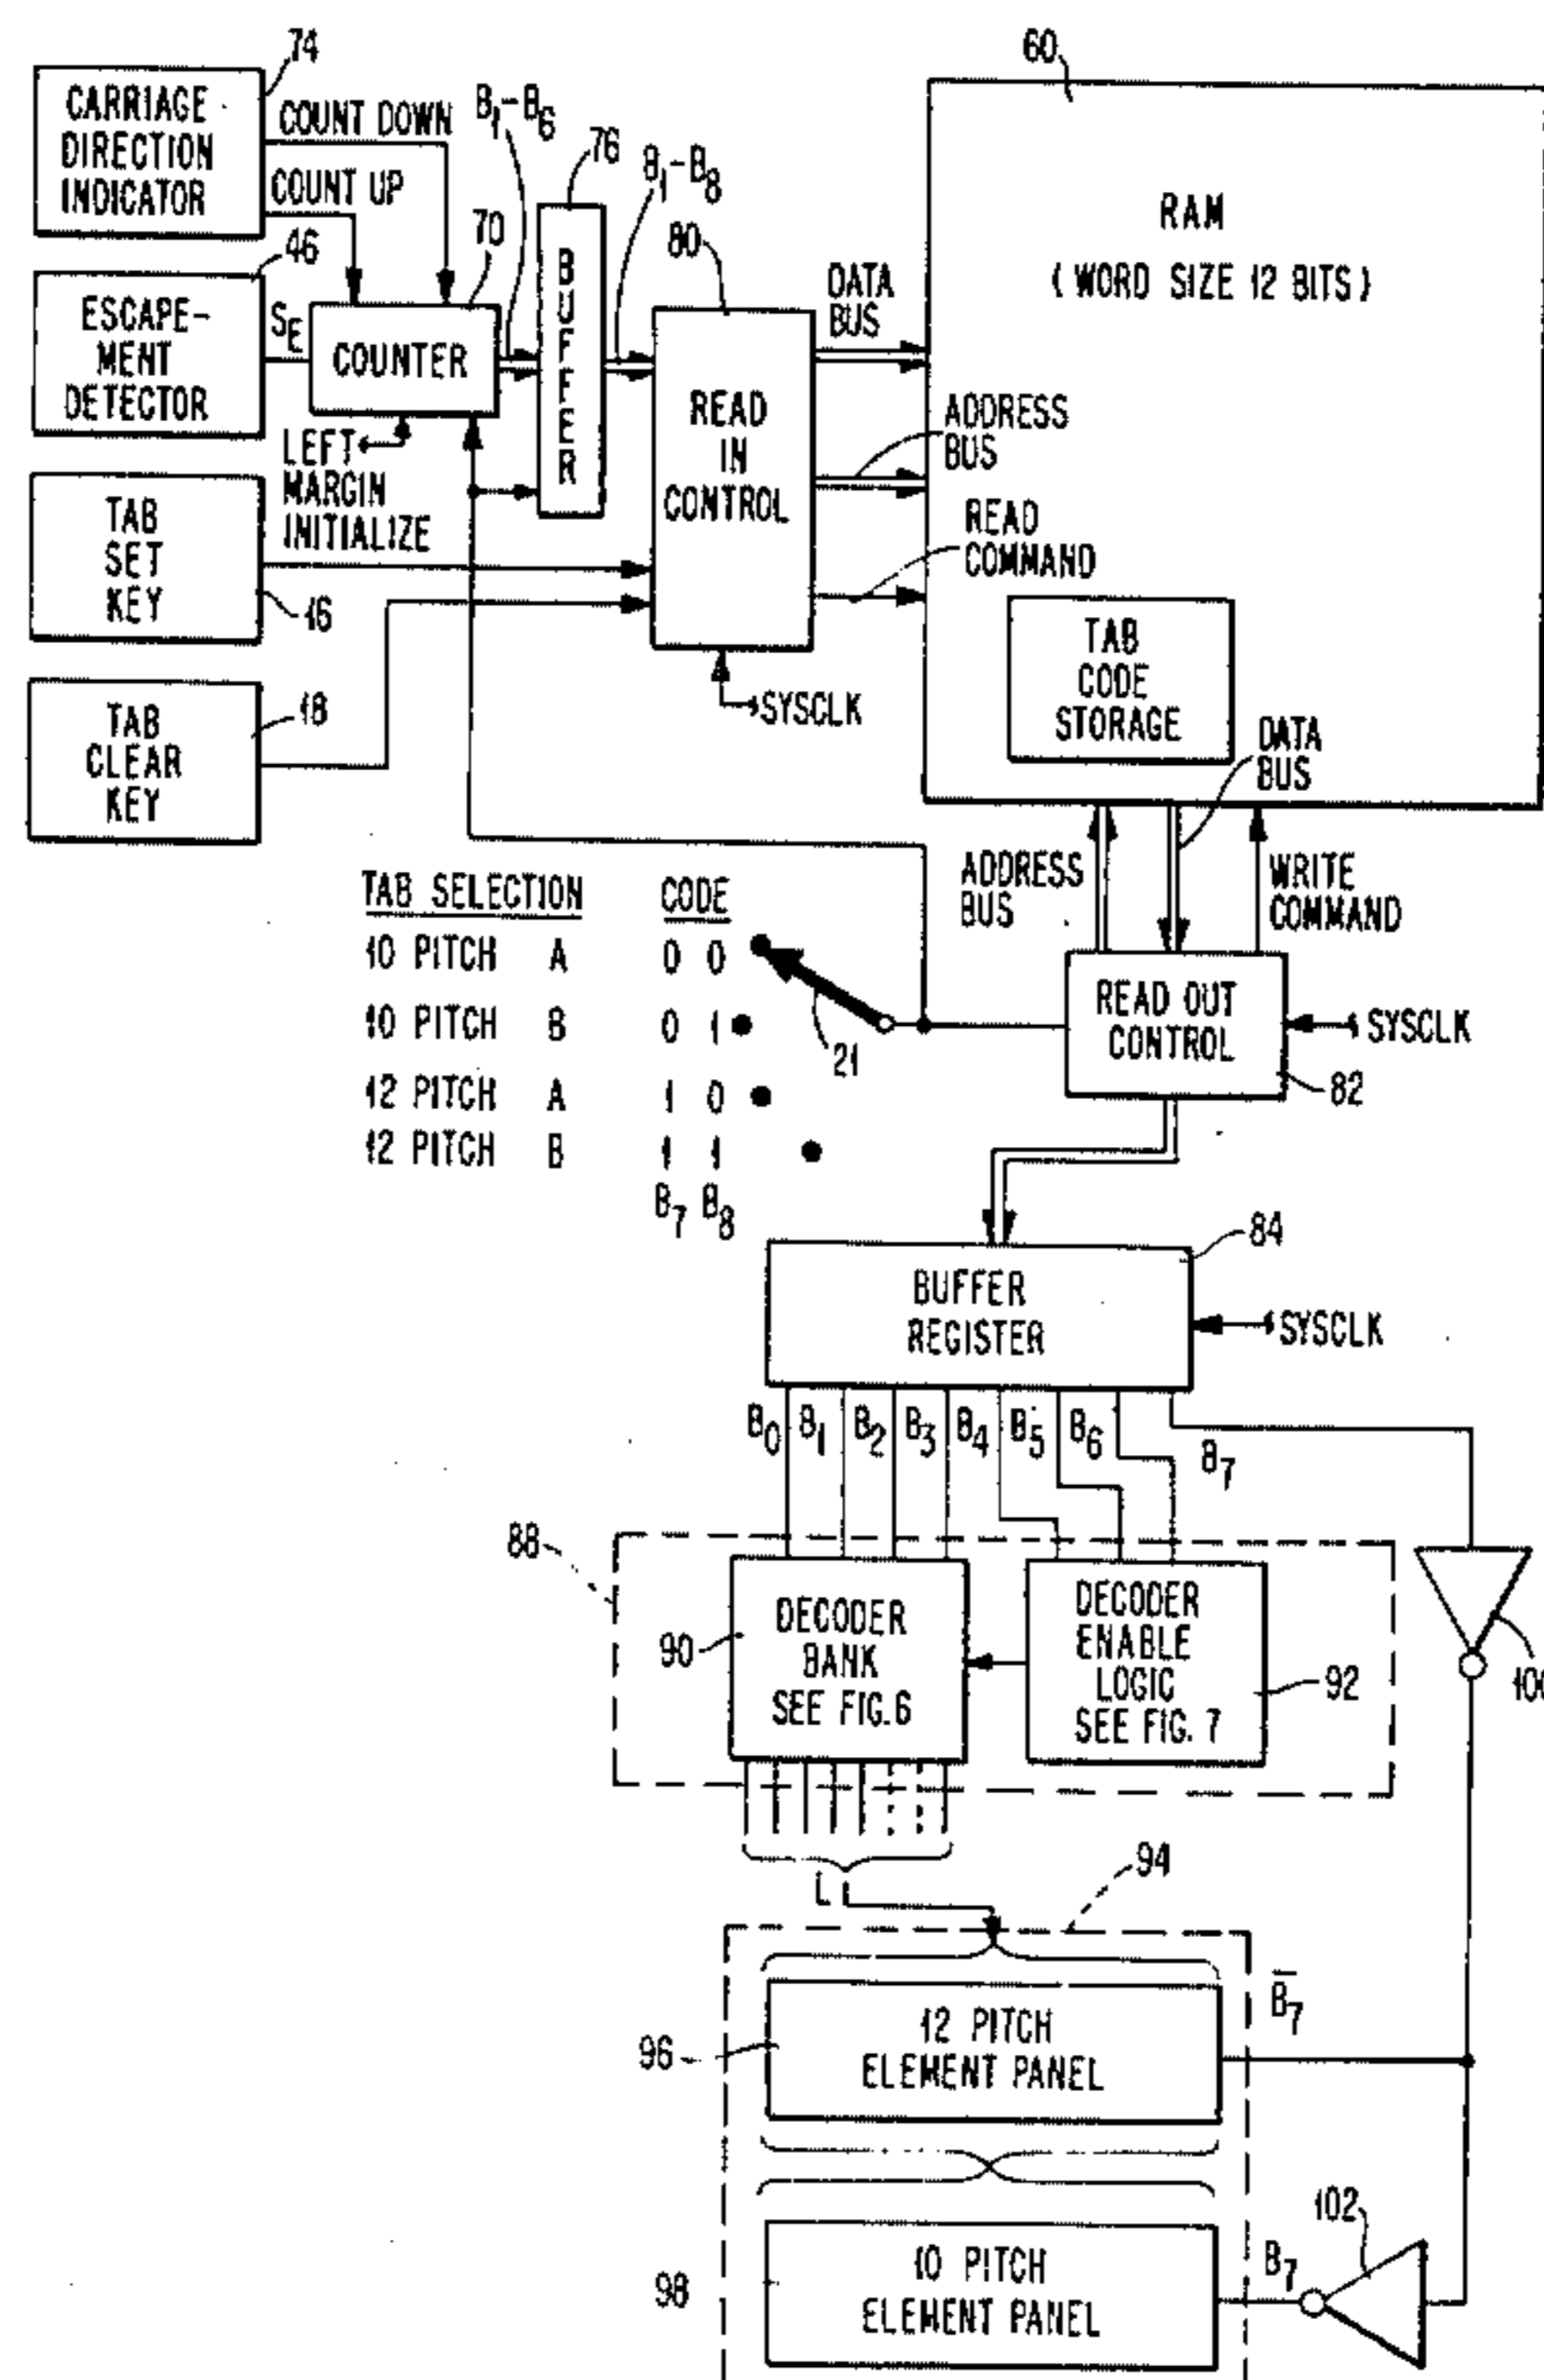 74
CARRIAGE
DIRECTION
INDICATOR
COUNT DOWN
COUNT UP
B1-B6
76
B1-B8
60
RAM
(WORD SIZE 12 BITS)
46
ESCAPE-
MENT
DETECTOR
SE
70
COUNTER
BUFFER
80
READ
IN
CONTROL
DATA
BUS
ADDRESS
BUS
READ
COMMAND
LEFT
MARGIN
INITIALIZE
TAB
SET
KEY
16
TAB
CLEAR
KEY
18
SYSCLK
TAB
CODE
STORAGE
DATA
BUS
ADDRESS
BUS
WRITE
COMMAND
TAB SELECTION CODE
10 PITCH A 0 0
10 PITCH B 0 1
12 PITCH A 1 0
12 PITCH B 1 1
B7 B8
21
READ OUT
CONTROL
SYSCLK
82
84
BUFFER
REGISTER
SYSCLK
B0 B1 B2 B3 B4 B5 B6 B7
88
90
DECODER
BANK
SEE FIG. 6
DECODER
ENABLE
LOGIC
SEE FIG. 7
92
L
94
96
12 PITCH
ELEMENT PANEL
B̅7
98
10 PITCH
ELEMENT PANEL
B7
102